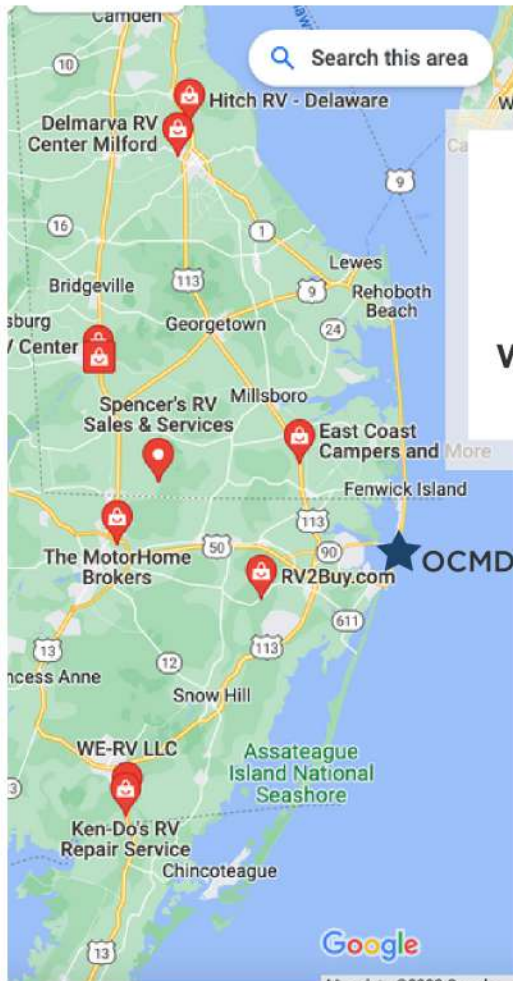 Camden
Search this area
10
Hitch RV - Delaware
Delmarva RV
Center Milford
9
16
1
Lewes
113
Bridgeville
9
Rehoboth
Beach
sburg
Georgetown
24
/ Center
Millsboro
Spencer's RV
Sales & Services
East Coast
Campers and More
Fenwick Island
113
The MotorHome
Brokers
50
90
OCMD
RV2Buy.com
611
13
113
ncess Anne
12
Snow Hill
WE-RV LLC
Assateague
Island National
Seashore
Ken-Do's RV
Repair Service
Chincoteague
13
Google